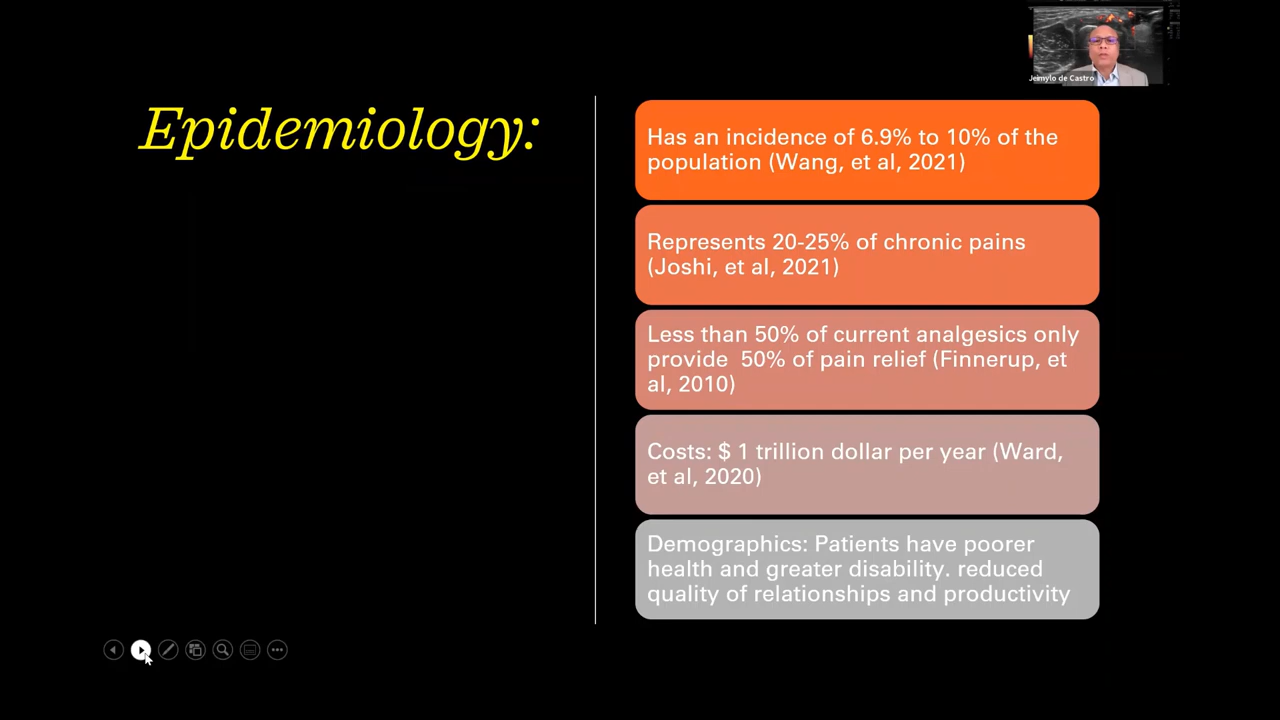 Jeimylo de Castro
Epidemiology:
Has an incidence of 6.9% to 10% of the
population (Wang, et al, 2021)
Represents 20-25% of chronic pains
(Joshi, et al, 2021)
Less than 50% of current analgesics only
provide  50% of pain relief (Finnerup, et
al, 2010)
Costs: $ 1 trillion dollar per year (Ward,
et al, 2020)
Demographics: Patients have poorer
health and greater disability. reduced
quality of relationships and productivity